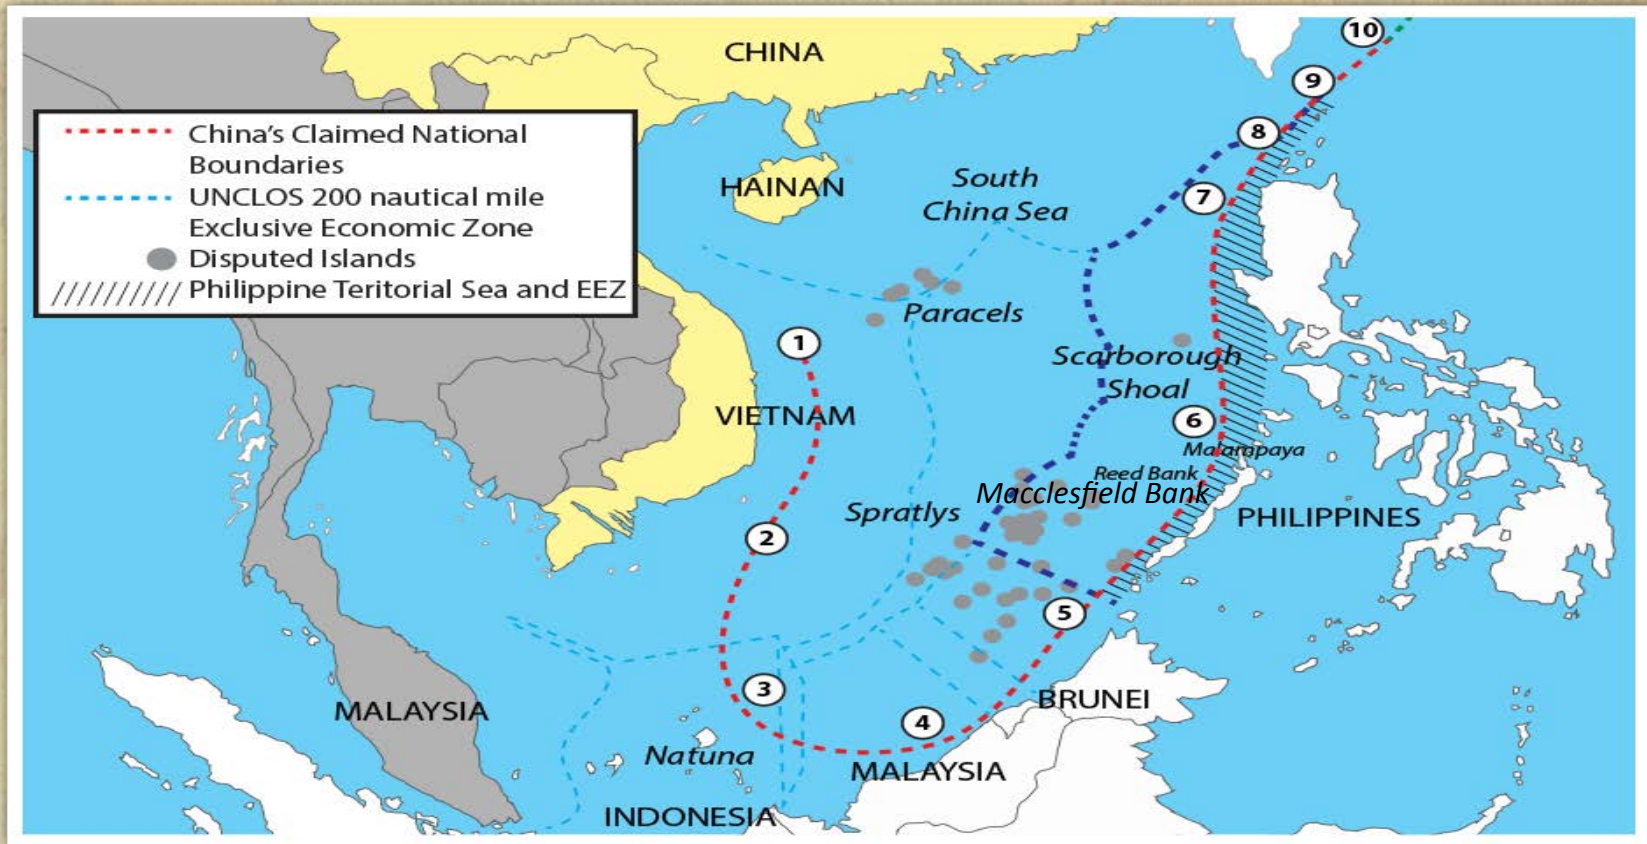 10
CHINA
9
China's Claimed National
Boundaries
UNCLOS 200 nautical mile
Exclusive Economic Zone
Disputed Islands
Philippine Teritorial Sea and EEZ
8
HAINAN
South
China Sea
7
Paracels
1
Scarborough
Shoal
VIETNAM
6
Malampaya
Reed Bank
Macclesfield Bank
Spratlys
PHILIPPINES
2
5
3
BRUNEI
MALAYSIA
4
Natuna
MALAYSIA
INDONESIA